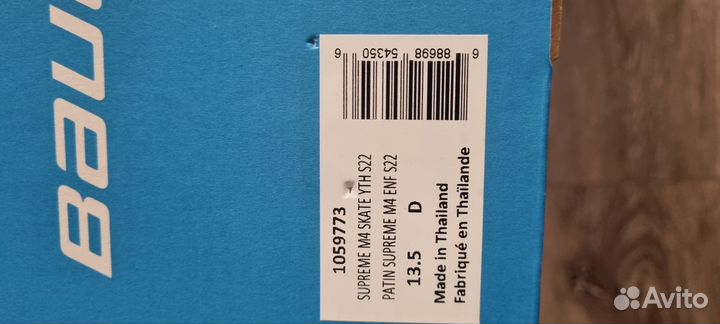 BAU
6 88698 54350 6
1059773
SUPREME M4 SKATE YTH S22
PATIN SUPREME M4 ENF S22
13.5 D
Made in Thailand
Fabriqué en Thaïlande
Avito